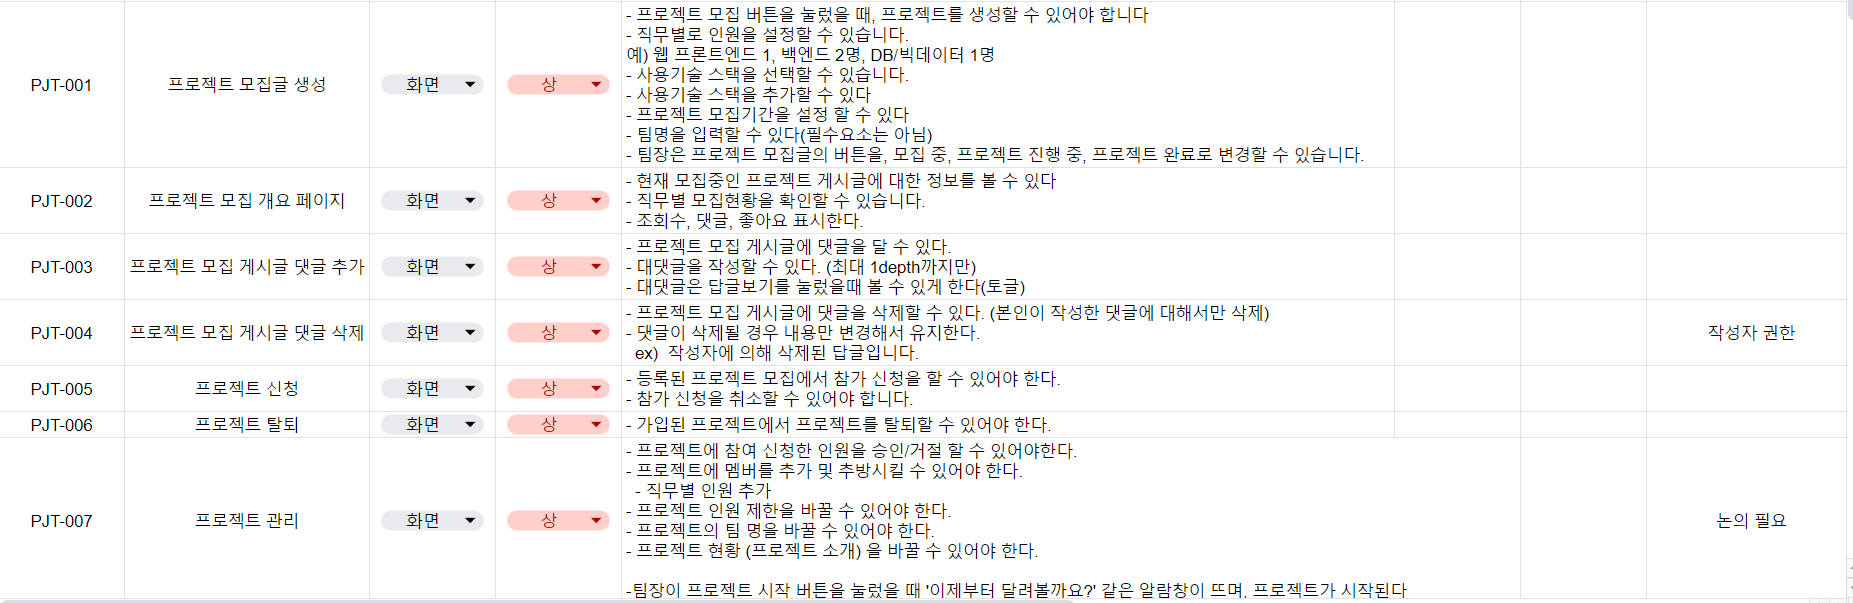 PJT-001
프로젝트 모집글 생성
화면
상
- 프로젝트 모집 버튼을 눌렀을 때, 프로젝트를 생성할 수 있어야 합니다
- 직무별로 인원을 설정할 수 있습니다.
예) 웹 프론트엔드 1, 백엔드 2명, DB/빅데이터 1명
- 사용기술 스택을 선택할 수 있습니다.
- 사용기술 스택을 추가할 수 있다
- 프로젝트 모집기간을 설정 할 수 있다
- 팀명을 입력할 수 있다(필수요소는 아님)
- 팀장은 프로젝트 모집글의 버튼을, 모집 중, 프로젝트 진행 중, 프로젝트 완료로 변경할 수 있습니다.
PJT-002
프로젝트 모집 개요 페이지
화면
상
- 현재 모집중인 프로젝트 게시글에 대한 정보를 볼 수 있다
- 직무별 모집현황을 확인할 수 있습니다.
- 조회수, 댓글, 좋아요 표시한다.
PJT-003
프로젝트 모집 게시글 댓글 추가
화면
상
- 프로젝트 모집 게시글에 댓글을 달 수 있다.
- 대댓글을 작성할 수 있다. (최대 1depth까지만)
- 대댓글은 답글보기를 눌렀을때 볼 수 있게 한다(토글)
PJT-004
프로젝트 모집 게시글 댓글 삭제
화면
상
- 프로젝트 모집 게시글에 댓글을 삭제할 수 있다. (본인이 작성한 댓글에 대해서만 삭제)
- 댓글이 삭제될 경우 내용만 변경해서 유지한다.
ex) 작성자에 의해 삭제된 답글입니다.
작성자 권한
PJT-005
프로젝트 신청
화면
상
- 등록된 프로젝트 모집에서 참가 신청을 할 수 있어야 한다.
- 참가 신청을 취소할 수 있어야 합니다.
PJT-006
프로젝트 탈퇴
화면
상
- 가입된 프로젝트에서 프로젝트를 탈퇴할 수 있어야 한다.
PJT-007
프로젝트 관리
화면
상
- 프로젝트에 참여 신청한 인원을 승인/거절 할 수 있어야한다.
- 프로젝트에 멤버를 추가 및 추방시킬 수 있어야 한다.
- 직무별 인원 추가
- 프로젝트 인원 제한을 바꿀 수 있어야 한다.
- 프로젝트의 팀 명을 바꿀 수 있어야 한다.
- 프로젝트 현황 (프로젝트 소개) 을 바꿀 수 있어야 한다.
-팀장이 프로젝트 시작 버튼을 눌렀을 때 '이제부터 달려볼까요?' 같은 알람창이 뜨며, 프로젝트가 시작된다
논의 필요